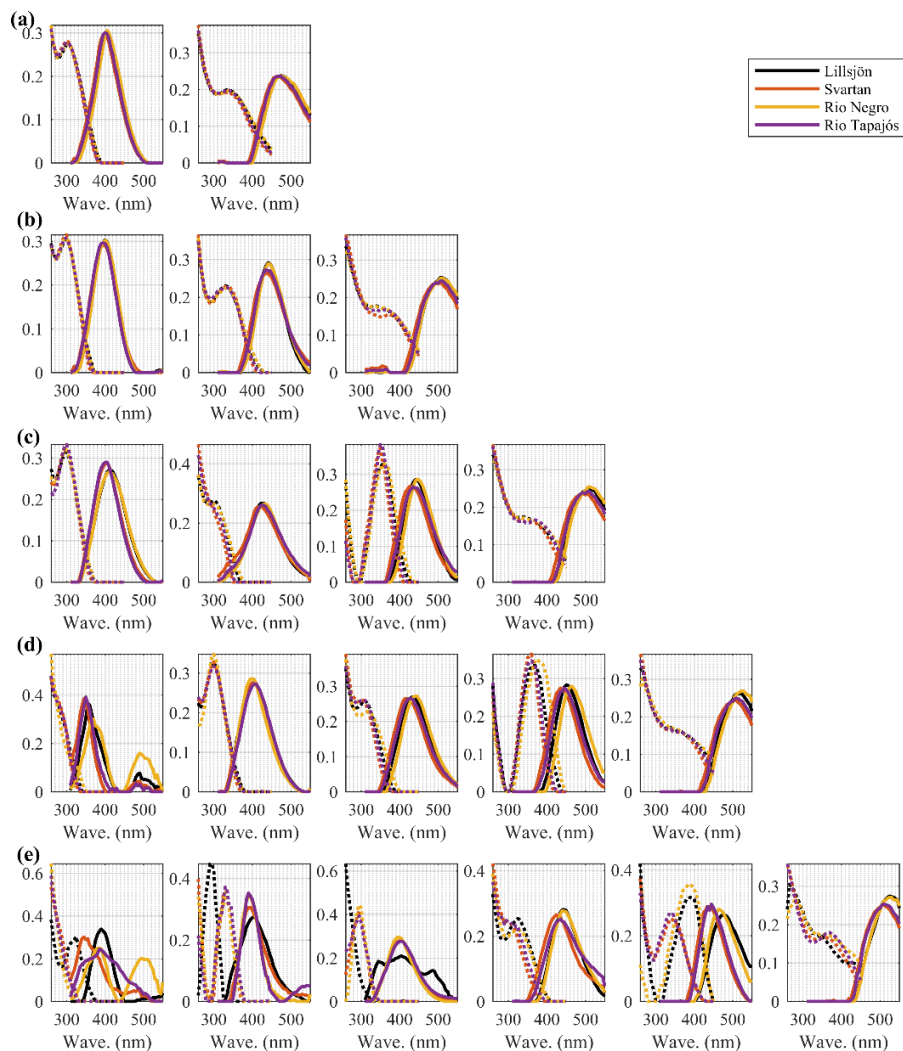 (a)
Lillsjön
Svartan
Rio Negro
Rio Tapajós
0.3
0.2
0.1
0
300 400 500
Wave. (nm)
0.3
0.2
0.1
0
300 400 500
Wave. (nm)
(b)
0.3
0.2
0.1
0
300 400 500
Wave. (nm)
0.3
0.2
0.1
0
300 400 500
Wave. (nm)
0.3
0.2
0.1
0
300 400 500
Wave. (nm)
(c)
0.3
0.2
0.1
0
300 400 500
Wave. (nm)
0.4
0.2
0
300 400 500
Wave. (nm)
0.3
0.2
0.1
0
300 400 500
Wave. (nm)
0.3
0.2
0.1
0
300 400 500
Wave. (nm)
(d)
0.4
0.2
0
300 400 500
Wave. (nm)
0.3
0.2
0.1
0
300 400 500
Wave. (nm)
0.3
0.2
0.1
0
300 400 500
Wave. (nm)
0.3
0.2
0.1
0
300 400 500
Wave. (nm)
0.3
0.2
0.1
0
300 400 500
Wave. (nm)
(e)
0.6
0.4
0.2
0
300 400 500
Wave. (nm)
0.4
0.2
0
300 400 500
Wave. (nm)
0.6
0.4
0.2
0
300 400 500
Wave. (nm)
0.4
0.2
0
300 400 500
Wave. (nm)
0.4
0.2
0
300 400 500
Wave. (nm)
0.3
0.2
0.1
0
300 400 500
Wave. (nm)